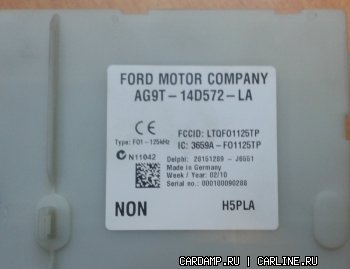 FORD MOTOR COMPANY
AG9T-14D572-LA
CE
FCCID: LTQFO1125TP
Type: FO1-125kHz
IC: 3659A-FO1125TP
N11042
Delphi: 28151289 - J8551
Made in Germany
Week / Year: 02/10
Serial no.: 000100090288
NON
H5PLA
CARDAMP.RU | CARLINE.RU